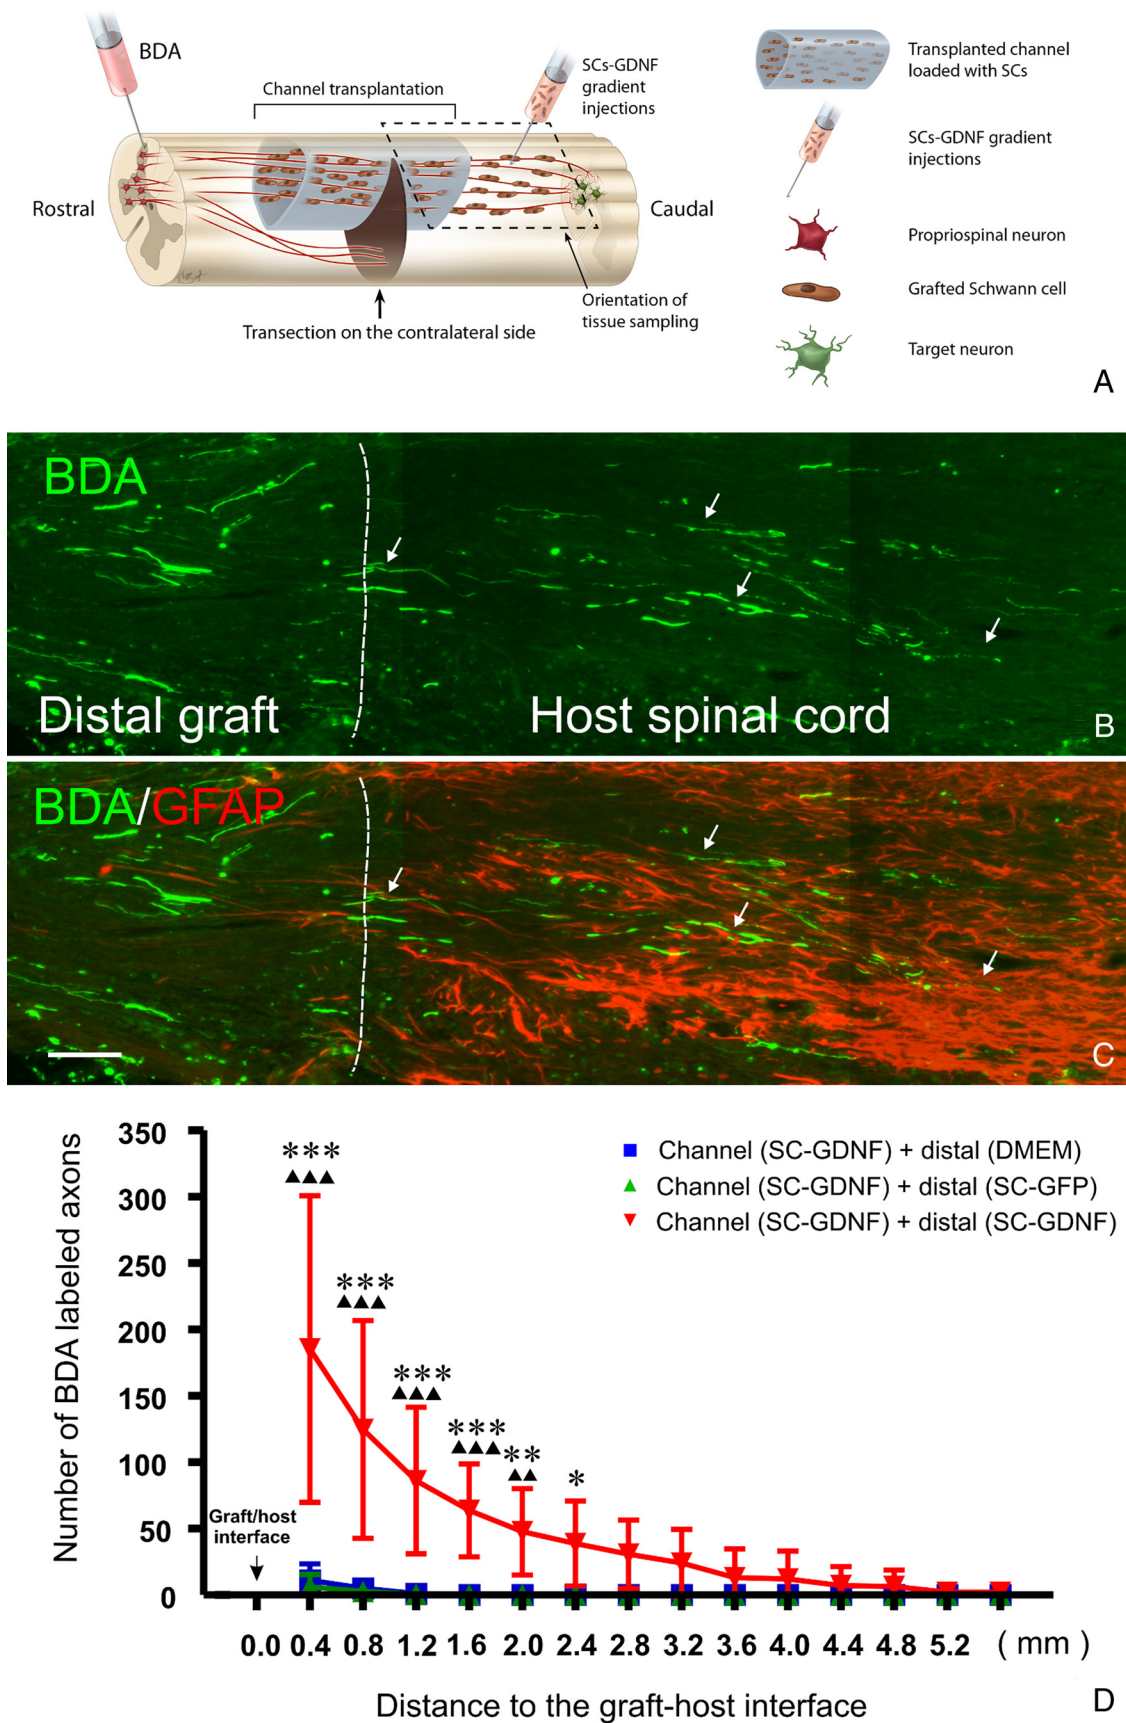 BDA
Channel transplantation
SCs-GDNF
gradient
injections
Rostral
Caudal
Transection on the contralateral side
Orientation of
tissue sampling
Transplanted channel
loaded with SCs
SCs-GDNF gradient
injections
Propriospinal neuron
Grafted Schwann cell
Target neuron
A
BDA
Distal graft
Host spinal cord
B
BDA/GFAP
C
Number of BDA labeled axons
350
300
250
200
150
100
50
0
***
▲▲▲
***
▲▲▲
***
▲▲▲
***
▲▲▲
**
▲▲
*
Channel (SC-GDNF) + distal (DMEM)
Channel (SC-GDNF) + distal (SC-GFP)
Channel (SC-GDNF) + distal (SC-GDNF)
Graft/host
interface
0.0 0.4 0.8 1.2 1.6 2.0 2.4 2.8 3.2 3.6 4.0 4.4 4.8 5.2 ( mm )
Distance to the graft-host interface
D